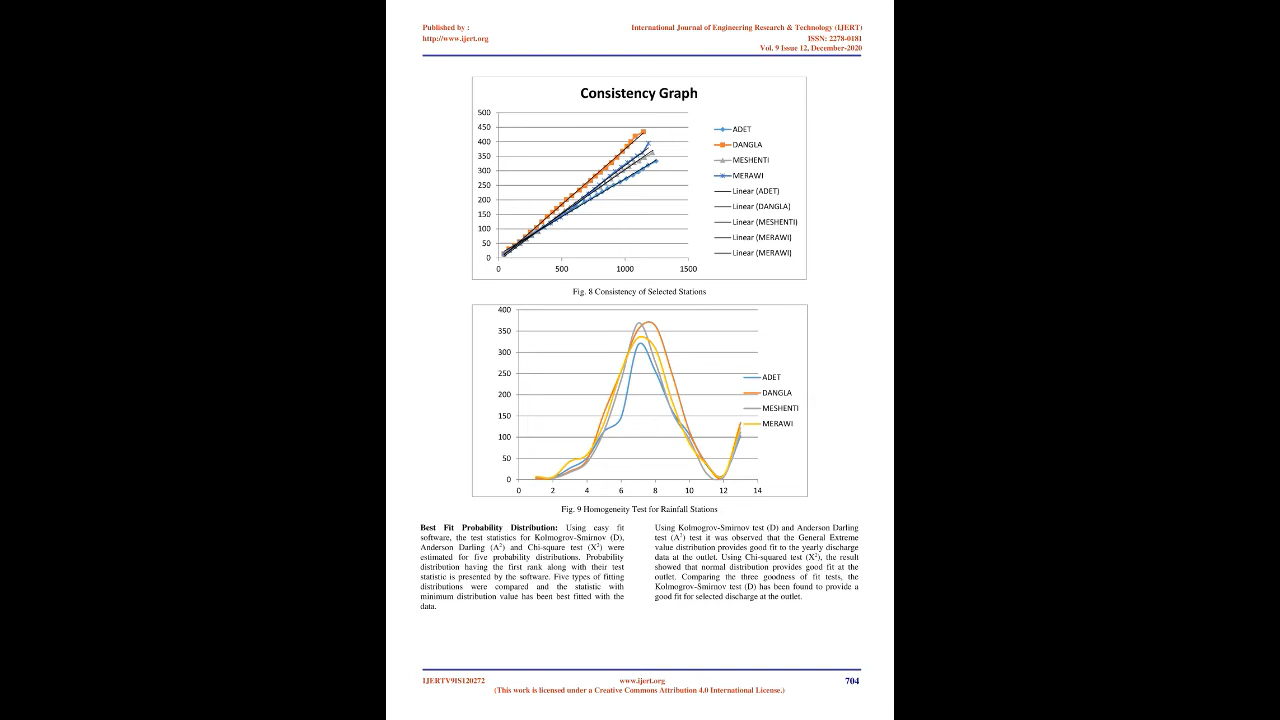 Published by :
International Journal of Engineering Research & Technology (IJERT)
http://www.ijert.org
ISSN: 2278-0181
Vol. 9 Issue 12, December-2020
Consistency Graph
500
450
400
350
300
250
200
150
100
50
0
0 500 1000 1500
ADET
DANGLA
MESHENTI
MERAWI
Linear (ADET)
Linear (DANGLA)
Linear (MESHENTI)
Linear (MERAWI)
Linear (MERAWI)
Fig. 8 Consistency of Selected Stations
400
350
300
250
200
150
100
50
0
0 2 4 6 8 10 12 14
ADET
DANGLA
MESHENTI
MERAWI
Fig. 9 Homogeneity Test for Rainfall Stations
Best Fit Probability Distribution: Using easy fit
software, the test statistics for Kolmogrov-Smirnov (D),
Anderson Darling (A²) and Chi-square test (X²) were
estimated for five probability distributions. Probability
distribution having the first rank along with their test
statistic is presented by the software. Five types of fitting
distributions were compared and the statistic with
minimum distribution value has been best fitted with the
data.
Using Kolmogrov-Smirnov test (D) and Anderson Darling
test (A²) test it was observed that the General Extreme
value distribution provides good fit to the yearly discharge
data at the outlet. Using Chi-squared test (X²), the result
showed that normal distribution provides good fit at the
outlet. Comparing the three goodness of fit tests, the
Kolmogrov-Smirnov test (D) has been found to provide a
good fit for selected discharge at the outlet.
IJERTV9IS120272
www.ijert.org
704
(This work is licensed under a Creative Commons Attribution 4.0 International License.)